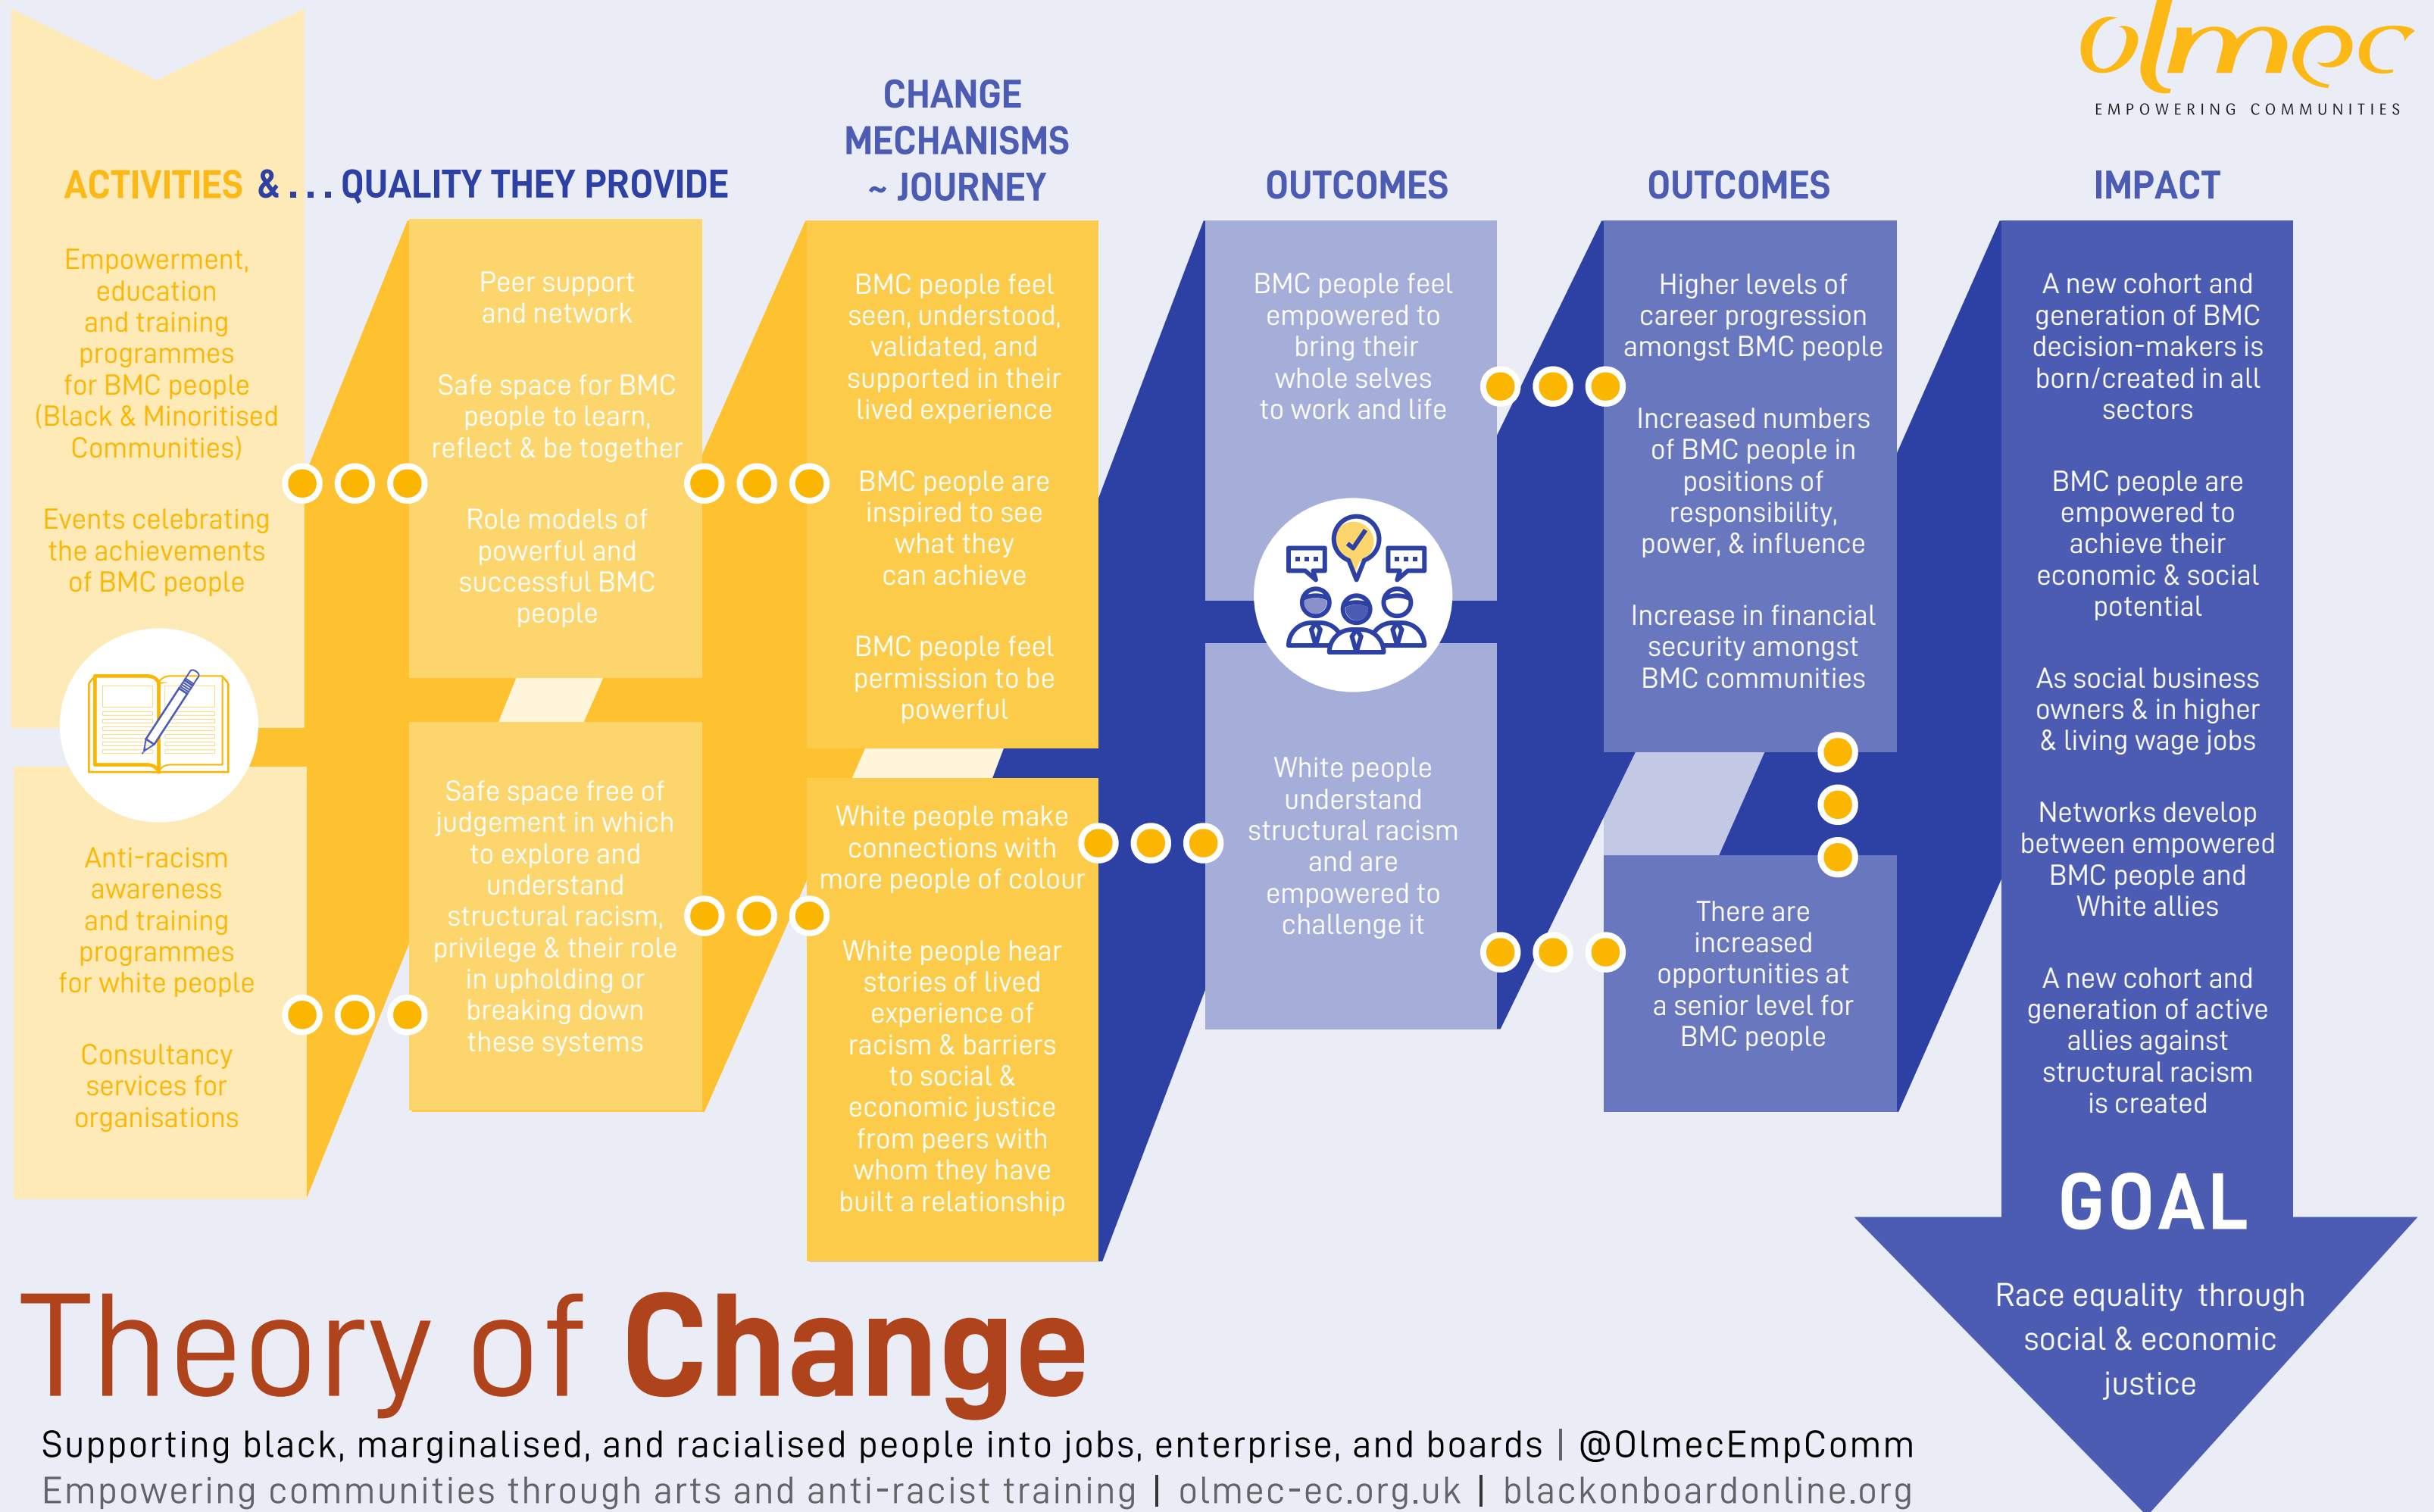 olmec
EMPOWERING COMMUNITIES
ACTIVITIES & ... QUALITY THEY PROVIDE
CHANGE
MECHANISMS
~ JOURNEY
OUTCOMES
OUTCOMES
IMPACT
Empowerment,
education
and training
programmes
for BMC people
(Black & Minoritised
Communities)
Events celebrating
the achievements
of BMC people
Anti-racism
awareness
and training
programmes
for white people
Consultancy
services for
organisations
Peer support
and network
Safe space for BMC
people to learn,
reflect & be together
Role models of
powerful and
successful BMC
people
Safe space free of
judgement in which
to explore and
understand
structural racism,
privilege & their role
in upholding or
breaking down
these systems
BMC people feel
seen, understood,
validated, and
supported in their
lived experience
BMC people are
inspired to see
what they
can achieve
BMC people feel
permission to be
powerful
White people make
connections with
more people of colour
White people hear
stories of lived
experience of
racism & barriers
to social &
economic justice
from peers with
whom they have
built a relationship
BMC people feel
empowered to
bring their
whole selves
to work and life
White people
understand
structural racism
and are
empowered to
challenge it
Higher levels of
career progression
amongst BMC people
Increased numbers
of BMC people in
positions of
responsibility,
power, & influence
Increase in financial
security amongst
BMC communities
There are
increased
opportunities at
a senior level for
BMC people
A new cohort and
generation of BMC
decision-makers is
born/created in all
sectors
BMC people are
empowered to
achieve their
economic & social
potential
As social business
owners & in higher
& living wage jobs
Networks develop
between empowered
BMC people and
White allies
A new cohort and
generation of active
allies against
structural racism
is created
GOAL
Race equality through
social & economic
justice
Theory of Change
Supporting black, marginalised, and racialised people into jobs, enterprise, and boards | @OlmecEmpComm
Empowering communities through arts and anti-racist training | olmec-ec.org.uk | blackonboardonline.org